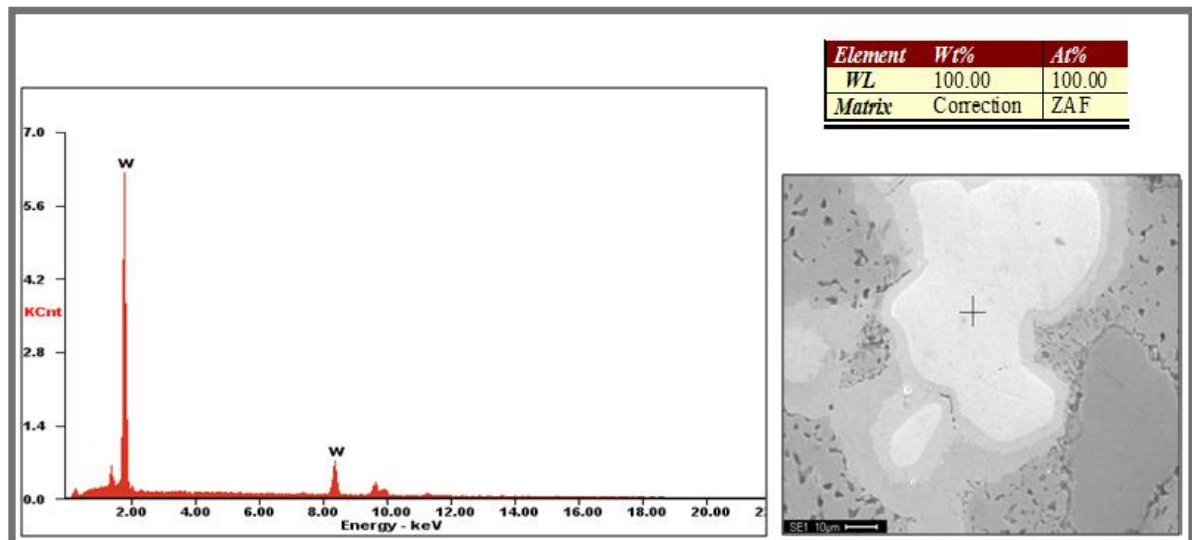 Element Wt% At%
WL 100.00 100.00
Matrix Correction ZAF
7.0
5.6
4.2
KCnt
2.8
1.4
0.0
W
W
2.00 4.00 6.00 8.00 10.00 12.00 14.00 16.00 18.00 20.00 2
Energy - keV
SE1 10µm